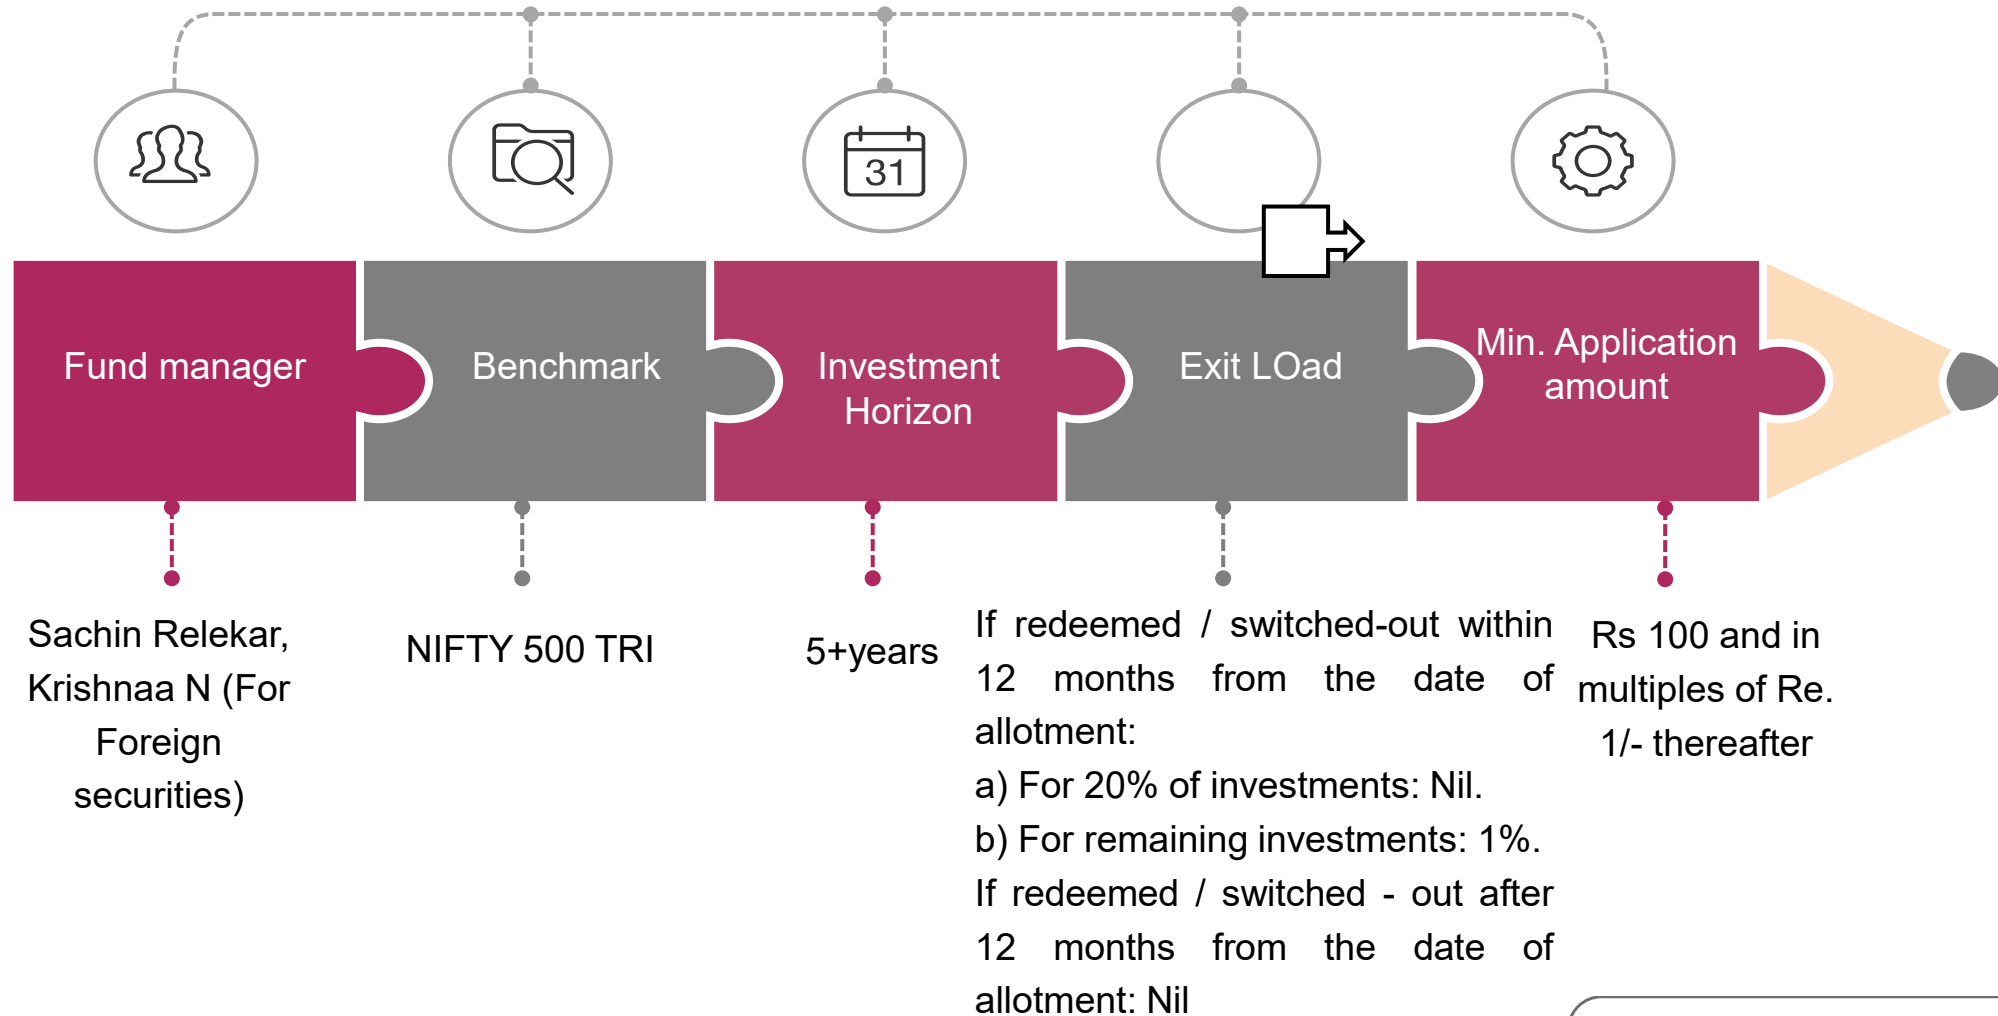 31
Fund manager
Benchmark
Investment
Horizon
Exit LOad
Min. Application
amount
Sachin Relekar,
Krishnaa N (For
Foreign
securities)
NIFTY 500 TRI
5+years
If redeemed / switched-out within
12 months from the date of
allotment:
a) For 20% of investments: Nil.
b) For remaining investments: 1%.
If redeemed / switched - out after
12 months from the date of
allotment: Nil
Rs 100 and in
multiples of Re.
1/- thereafter